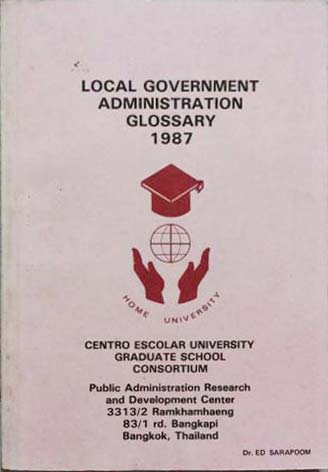 LOCAL GOVERNMENT
ADMINISTRATION
GLOSSARY
1987
HOME UNIVERSITY
CENTRO ESCOLAR UNIVERSITY
GRADUATE SCHOOL
CONSORTIUM
Public Administration Research
and Development Center
3313/2 Ramkhamhaeng
83/1 rd. Bangkapi
Bangkok, Thailand
Dr. ED SARAPOOM